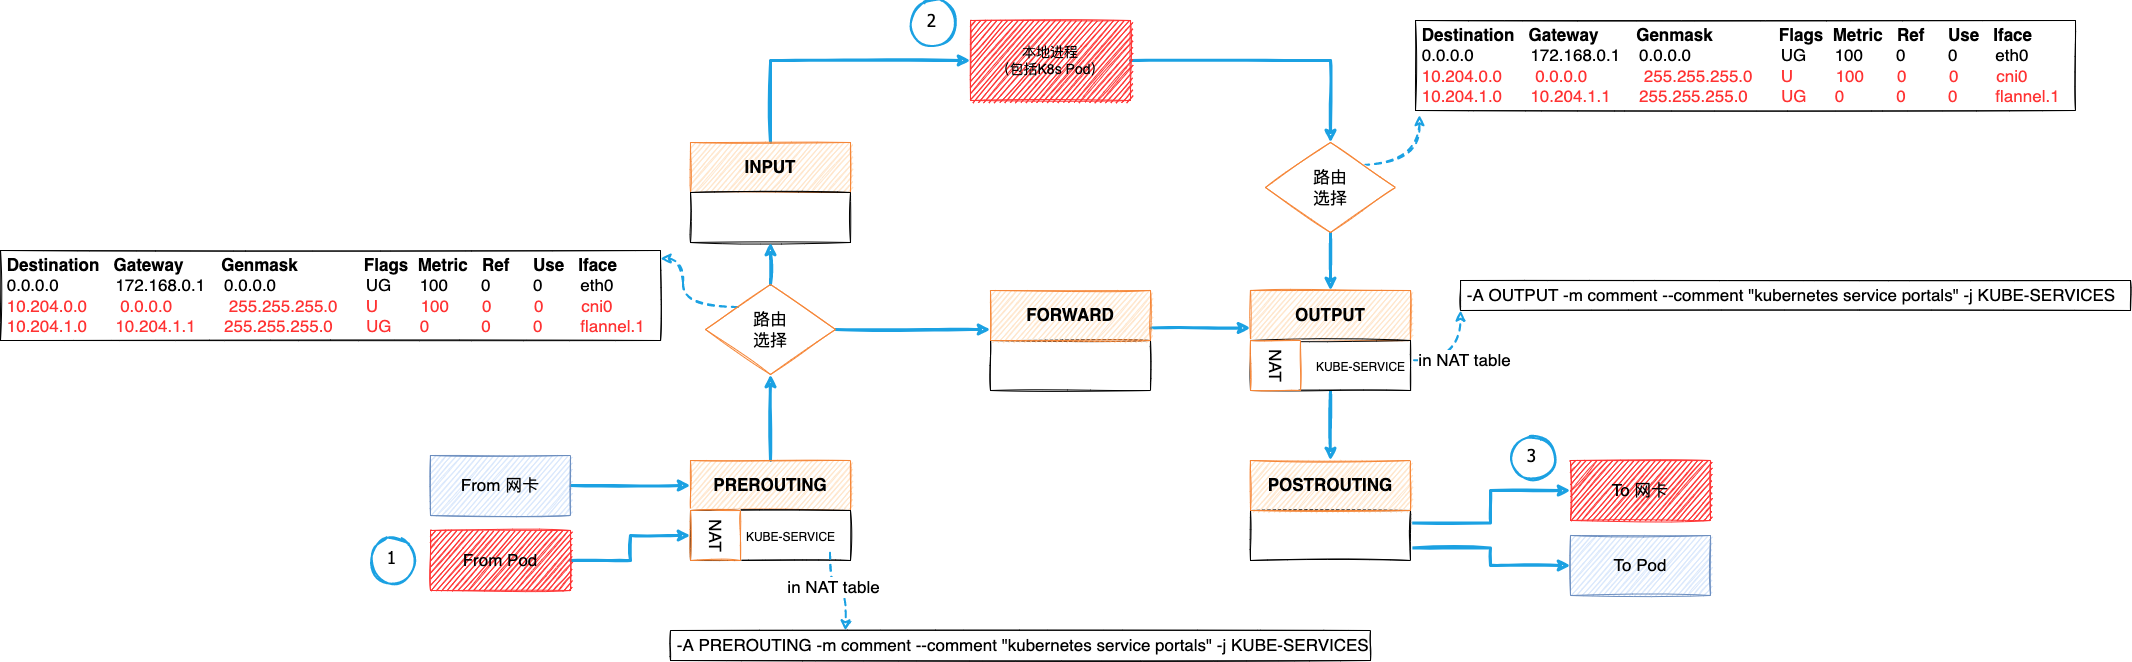 2
本地进程
（包括K8s Pod）
Destination Gateway Genmask Flags Metric Ref Use Iface
0.0.0.0 172.168.0.1 0.0.0.0 UG 100 0 0 eth0
10.204.0.0 0.0.0.0 255.255.255.0 U 100 0 0 cni0
10.204.1.0 10.204.1.1 255.255.255.0 UG 0 0 0 flannel.1
INPUT
路由
选择
Destination Gateway Genmask Flags Metric Ref Use Iface
0.0.0.0 172.168.0.1 0.0.0.0 UG 100 0 0 eth0
10.204.0.0 0.0.0.0 255.255.255.0 U 100 0 0 cni0
10.204.1.0 10.204.1.1 255.255.255.0 UG 0 0 0 flannel.1
路由
选择
FORWARD
OUTPUT
NAT
KUBE-SERVICE
in NAT table
-A OUTPUT -m comment --comment "kubernetes service portals" -j KUBE-SERVICES
From 网卡
1
From Pod
PREROUTING
NAT
KUBE-SERVICE
in NAT table
-A PREROUTING -m comment --comment "kubernetes service portals" -j KUBE-SERVICES
POSTROUTING
3
To 网卡
To Pod